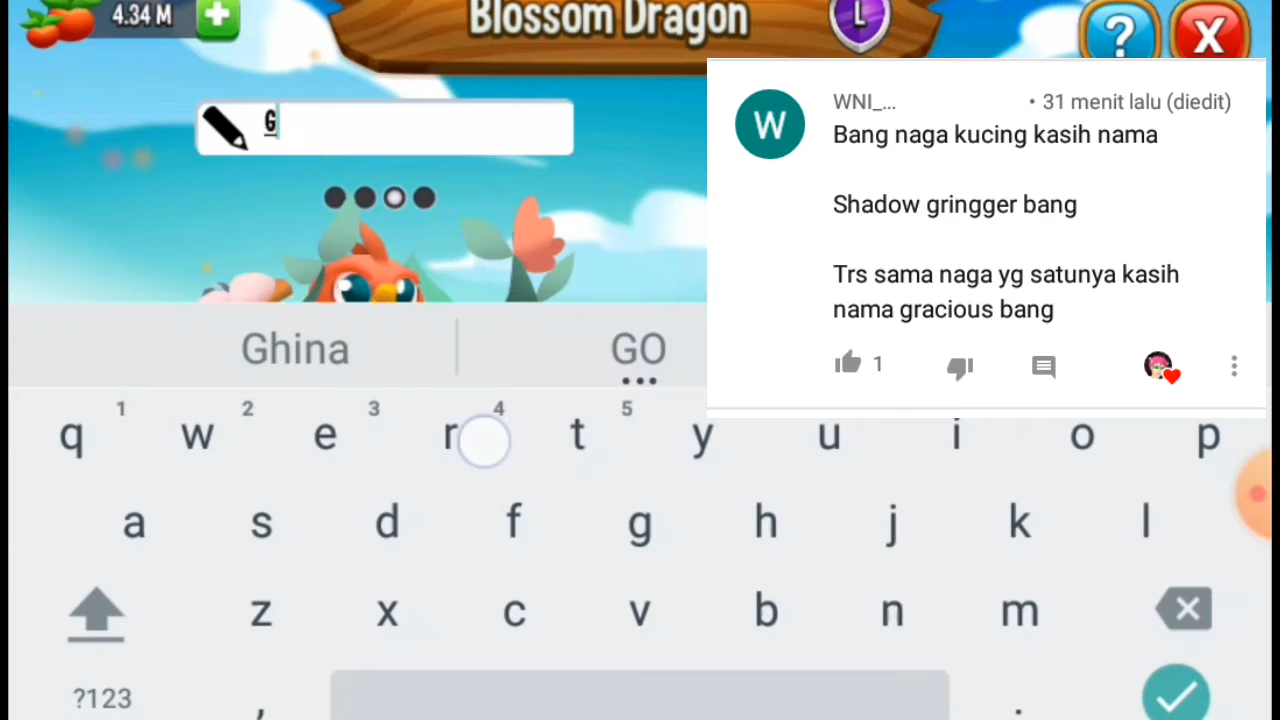 4.34 M
Blossom Dragon
L
?
X
G
WNI_... • 31 menit lalu (diedit)
Bang naga kucing kasih nama
Shadow gringger bang
Trs sama naga yg satunya kasih
nama gracious bang
1
Ghina GO
1 2 3 4 5
q w e r t y u i o p
a s d f g h j k l
z x c v b n m
?123 , .